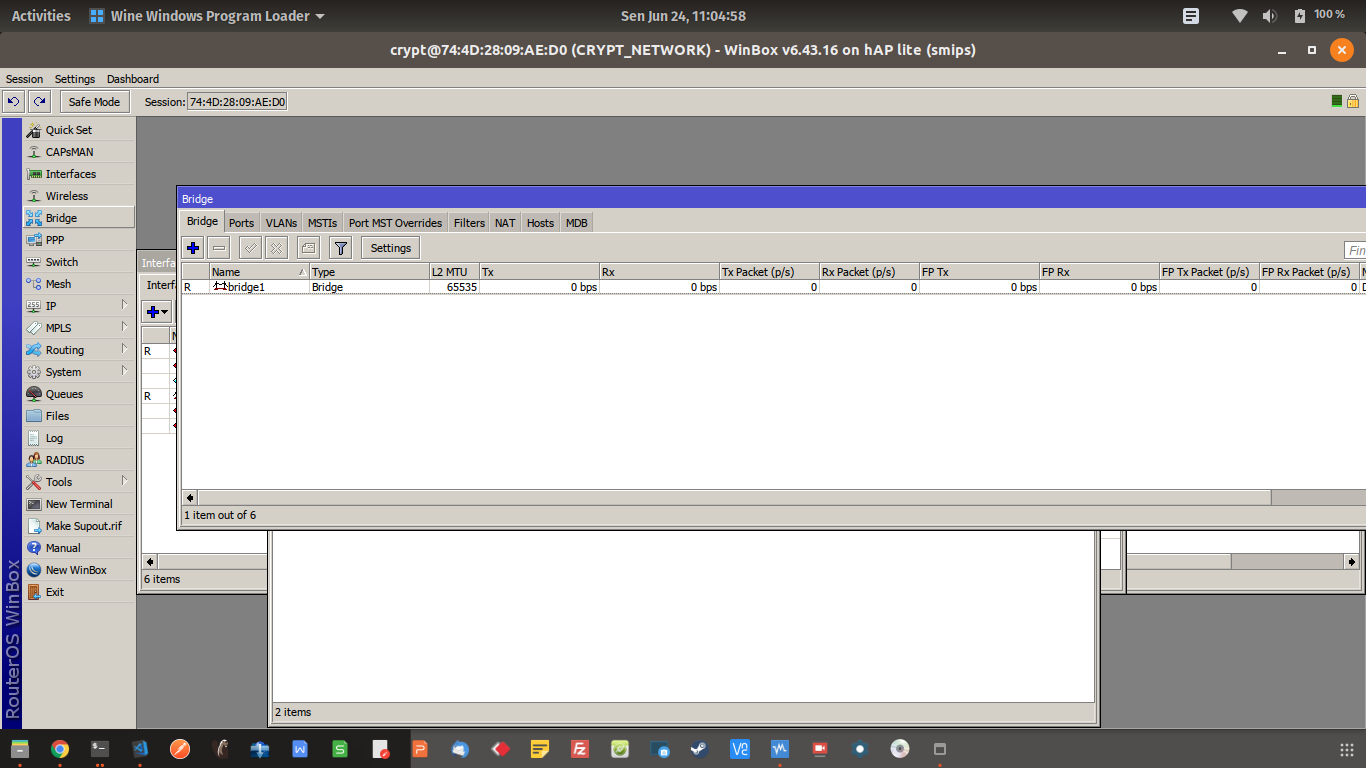 Activities Wine Windows Program Loader Sen Jun 24, 11:04:58 100 %
crypt@74:4D:28:09:AE:D0 (CRYPT_NETWORK) - WinBox v6.43.16 on hAP lite (smips)
Session Settings Dashboard
Safe Mode Session: 74:4D:28:09:AE:D0
Quick Set
CAPsMAN
Interfaces
Wireless
Bridge
PPP
Switch
Mesh
IP
MPLS
Routing
System
Queues
Files
Log
RADIUS
Tools
New Terminal
Make Supout.rif
Manual
New WinBox
Exit
RouterOS WinBox
Interfa
Interf
R
R
6 items
Bridge
Bridge Ports VLANs MSTIs Port MST Overrides Filters NAT Hosts MDB
Settings Fin
Name Type L2 MTU Tx Rx Tx Packet (p/s) Rx Packet (p/s) FP Tx FP Rx FP Tx Packet (p/s) FP Rx Packet (p/s)
R bridge1 Bridge 65535 0 bps 0 bps 0 0 0 bps 0 bps 0 0
1 item out of 6
2 items